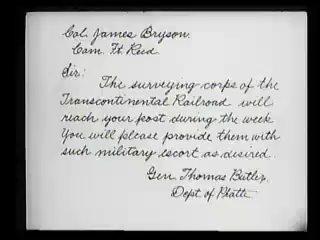 Col. James Bryson.
Com. Ft. Reid
Sir:
The surveying corps of the
Transcontinental Railroad will
reach your post during the week
You will please provide them with
such military escort as desired.
Gen. Thomas Butler.
Dept. of Platte